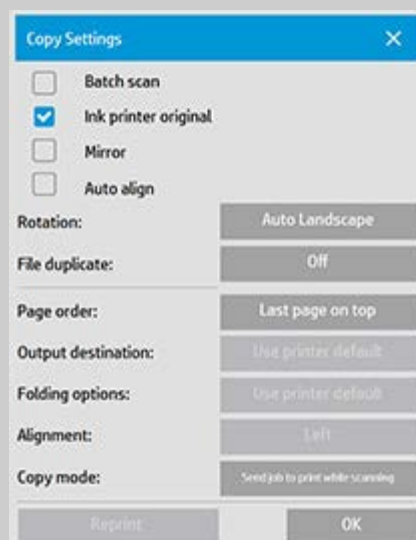 Copy Settings
Batch scan
Ink printer original
Mirror
Auto align
Rotation: Auto Landscape
File duplicate: Off
Page order: Last page on top
Output destination: Use printer default
Folding options: Use printer default
Alignment: Left
Copy mode: Send job to print while scanning
Reprint OK